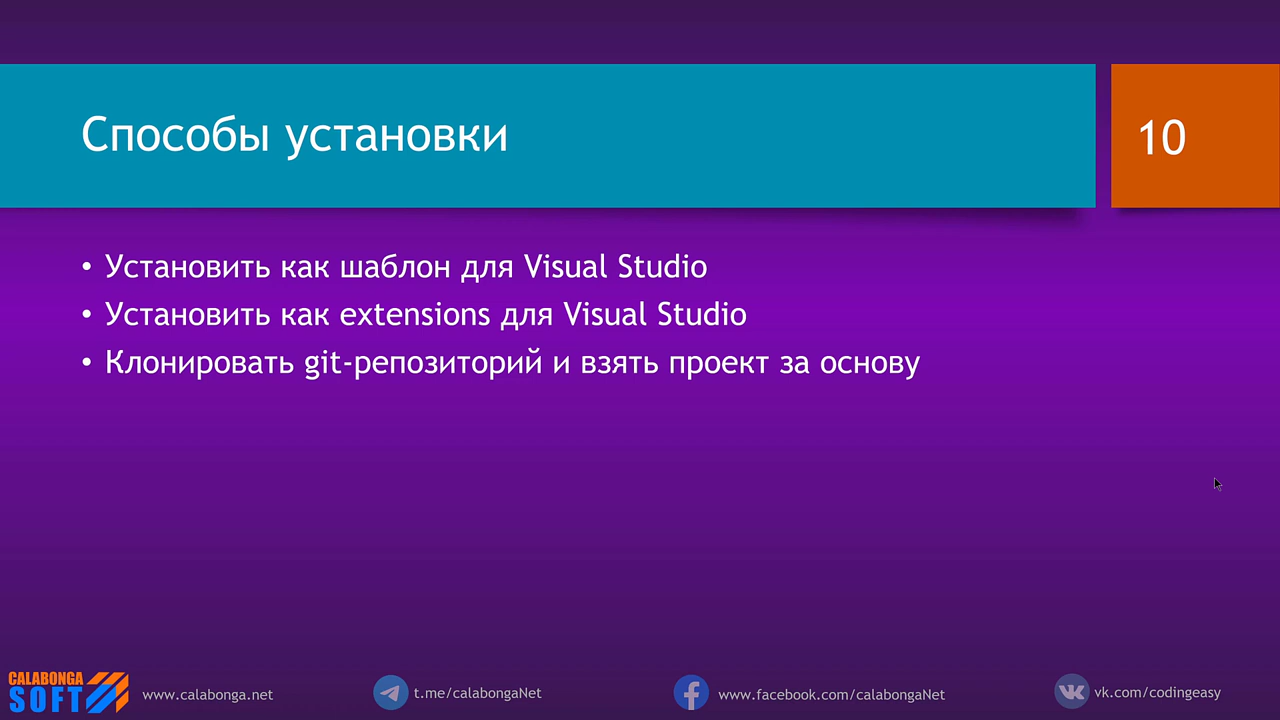 Способы установки
10
• Установить как шаблон для Visual Studio
• Установить как extensions для Visual Studio
• Клонировать git-репозиторий и взять проект за основу
CALABONGA
SOFT
www.calabonga.net
t.me/calabongaNet
www.facebook.com/calabongaNet
vk.com/codingeasy